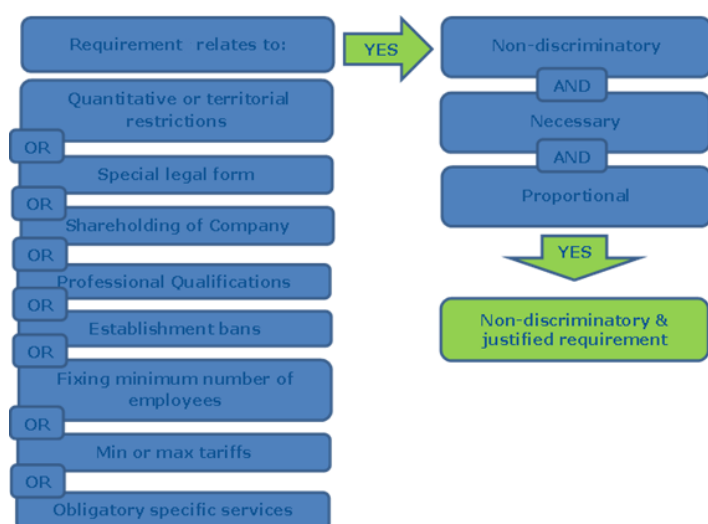 Requirement relates to:
Quantitative or territorial
restrictions
OR
Special legal form
OR
Shareholding of Company
OR
Professional Qualifications
OR
Establishment bans
OR
Fixing minimum number of
employees
OR
Min or max tariffs
OR
Obligatory specific services
YES
Non-discriminatory
AND
Necessary
AND
Proportional
YES
Non-discriminatory &
justified requirement